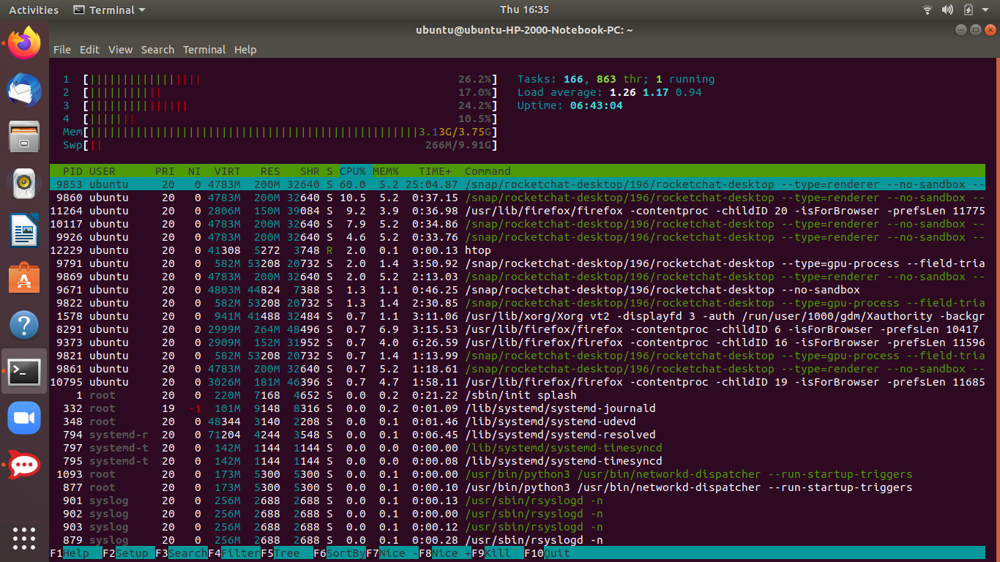 Activities Terminal Thu 16:35
ubuntu@ubuntu-HP-2000-Notebook-PC: ~
File Edit View Search Terminal Help
1 [||||||||||||||||| 26.2%] Tasks: 166, 863 thr; 1 running
2 [||||||||||| 17.0%] Load average: 1.26 1.17 0.94
3 [||||||||||||||| 24.2%] Uptime: 06:43:04
4 [||||||| 10.5%]
Mem[||||||||||||||||||||||||||||||||||||||||||||||||||3.13G/3.75G]
Swp[|| 266M/9.91G]
PID USER PRI NI VIRT RES SHR S CPU% MEM% TIME+ Command
9853 ubuntu 20 0 4783M 200M 32640 S 60.0 5.2 25:04.87 /snap/rocketchat-desktop/196/rocketchat-desktop --type=renderer --no-sandbox --
9860 ubuntu 20 0 4783M 200M 32640 S 10.5 5.2 0:37.15 /snap/rocketchat-desktop/196/rocketchat-desktop --type=renderer --no-sandbox --
11264 ubuntu 20 0 2806M 150M 39084 S 9.2 3.9 0:36.98 /usr/lib/firefox/firefox -contentproc -childID 20 -isForBrowser -prefsLen 11775
10117 ubuntu 20 0 4783M 200M 32640 S 7.9 5.2 0:34.86 /snap/rocketchat-desktop/196/rocketchat-desktop --type=renderer --no-sandbox --
9926 ubuntu 20 0 4783M 200M 32640 S 4.6 5.2 0:33.76 /snap/rocketchat-desktop/196/rocketchat-desktop --type=renderer --no-sandbox --
12229 ubuntu 20 0 41308 5272 3748 R 2.0 0.1 0:00.13 htop
9791 ubuntu 20 0 582M 53208 20732 S 2.0 1.4 3:50.92 /snap/rocketchat-desktop/196/rocketchat-desktop --type=gpu-process --field-tria
9869 ubuntu 20 0 4783M 200M 32640 S 2.0 5.2 2:13.03 /snap/rocketchat-desktop/196/rocketchat-desktop --type=renderer --no-sandbox --
9671 ubuntu 20 0 4803M 44824 7388 S 1.3 1.1 0:46.25 /snap/rocketchat-desktop/196/rocketchat-desktop --no-sandbox
9822 ubuntu 20 0 582M 53208 20732 S 1.3 1.4 2:30.85 /snap/rocketchat-desktop/196/rocketchat-desktop --type=gpu-process --field-tria
1578 ubuntu 20 0 941M 41488 32484 S 0.7 1.1 3:11.06 /usr/lib/xorg/Xorg vt2 -displayfd 3 -auth /run/user/1000/gdm/Xauthority -backgr
8291 ubuntu 20 0 2999M 264M 48496 S 0.7 6.9 3:15.53 /usr/lib/firefox/firefox -contentproc -childID 6 -isForBrowser -prefsLen 10417
9373 ubuntu 20 0 2909M 152M 31952 S 0.7 4.0 6:26.59 /usr/lib/firefox/firefox -contentproc -childID 16 -isForBrowser -prefsLen 11596
9821 ubuntu 20 0 582M 53208 20732 S 0.7 1.4 1:13.99 /snap/rocketchat-desktop/196/rocketchat-desktop --type=gpu-process --field-tria
9861 ubuntu 20 0 4783M 200M 32640 S 0.7 5.2 1:18.61 /snap/rocketchat-desktop/196/rocketchat-desktop --type=renderer --no-sandbox --
10795 ubuntu 20 0 3026M 181M 46396 S 0.7 4.7 1:58.11 /usr/lib/firefox/firefox -contentproc -childID 19 -isForBrowser -prefsLen 11685
1 root 20 0 220M 7168 4652 S 0.0 0.2 0:21.22 /sbin/init splash
332 root 19 -1 101M 9148 8316 S 0.0 0.2 0:01.09 /lib/systemd/systemd-journald
348 root 20 0 48344 3140 2208 S 0.0 0.1 0:01.46 /lib/systemd/systemd-udevd
794 systemd-r 20 0 71204 4244 3548 S 0.0 0.1 0:06.45 /lib/systemd/systemd-resolved
797 systemd-t 20 0 142M 1144 1144 S 0.0 0.0 0:00.00 /lib/systemd/systemd-timesyncd
795 systemd-t 20 0 142M 1144 1144 S 0.0 0.0 0:00.08 /lib/systemd/systemd-timesyncd
1093 root 20 0 173M 5300 5300 S 0.0 0.1 0:00.00 /usr/bin/python3 /usr/bin/networkd-dispatcher --run-startup-triggers
877 root 20 0 173M 5300 5300 S 0.0 0.1 0:00.10 /usr/bin/python3 /usr/bin/networkd-dispatcher --run-startup-triggers
901 syslog 20 0 256M 2688 2688 S 0.0 0.1 0:00.13 /usr/sbin/rsyslogd -n
902 syslog 20 0 256M 2688 2688 S 0.0 0.1 0:00.00 /usr/sbin/rsyslogd -n
903 syslog 20 0 256M 2688 2688 S 0.0 0.1 0:00.12 /usr/sbin/rsyslogd -n
879 syslog 20 0 256M 2688 2688 S 0.0 0.1 0:00.28 /usr/sbin/rsyslogd -n
F1Help F2Setup F3SearchF4FilterF5Tree F6SortByF7Nice -F8Nice +F9Kill F10Quit